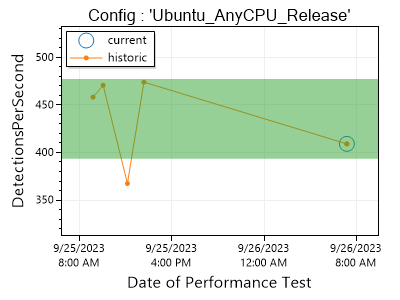 Config : 'Ubuntu_AnyCPU_Release'
current
historic
DetectionsPerSecond
500
450
400
350
9/25/2023 9/25/2023 9/26/2023 9/26/2023
8:00 AM 4:00 PM 12:00 AM 8:00 AM
Date of Performance Test